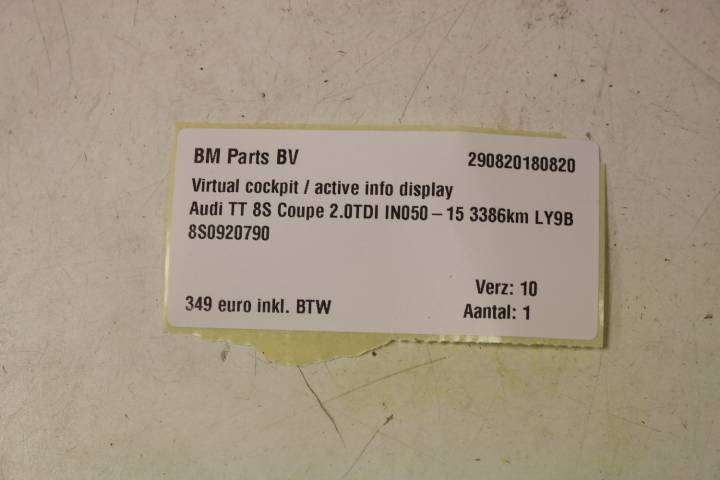 BM Parts BV 290820180820
Virtual cockpit / active info display
Audi TT 8S Coupe 2.0TDI IN050 – 15 3386km LY9B
8S0920790
Verz: 10
349 euro inkl. BTW Aantal: 1